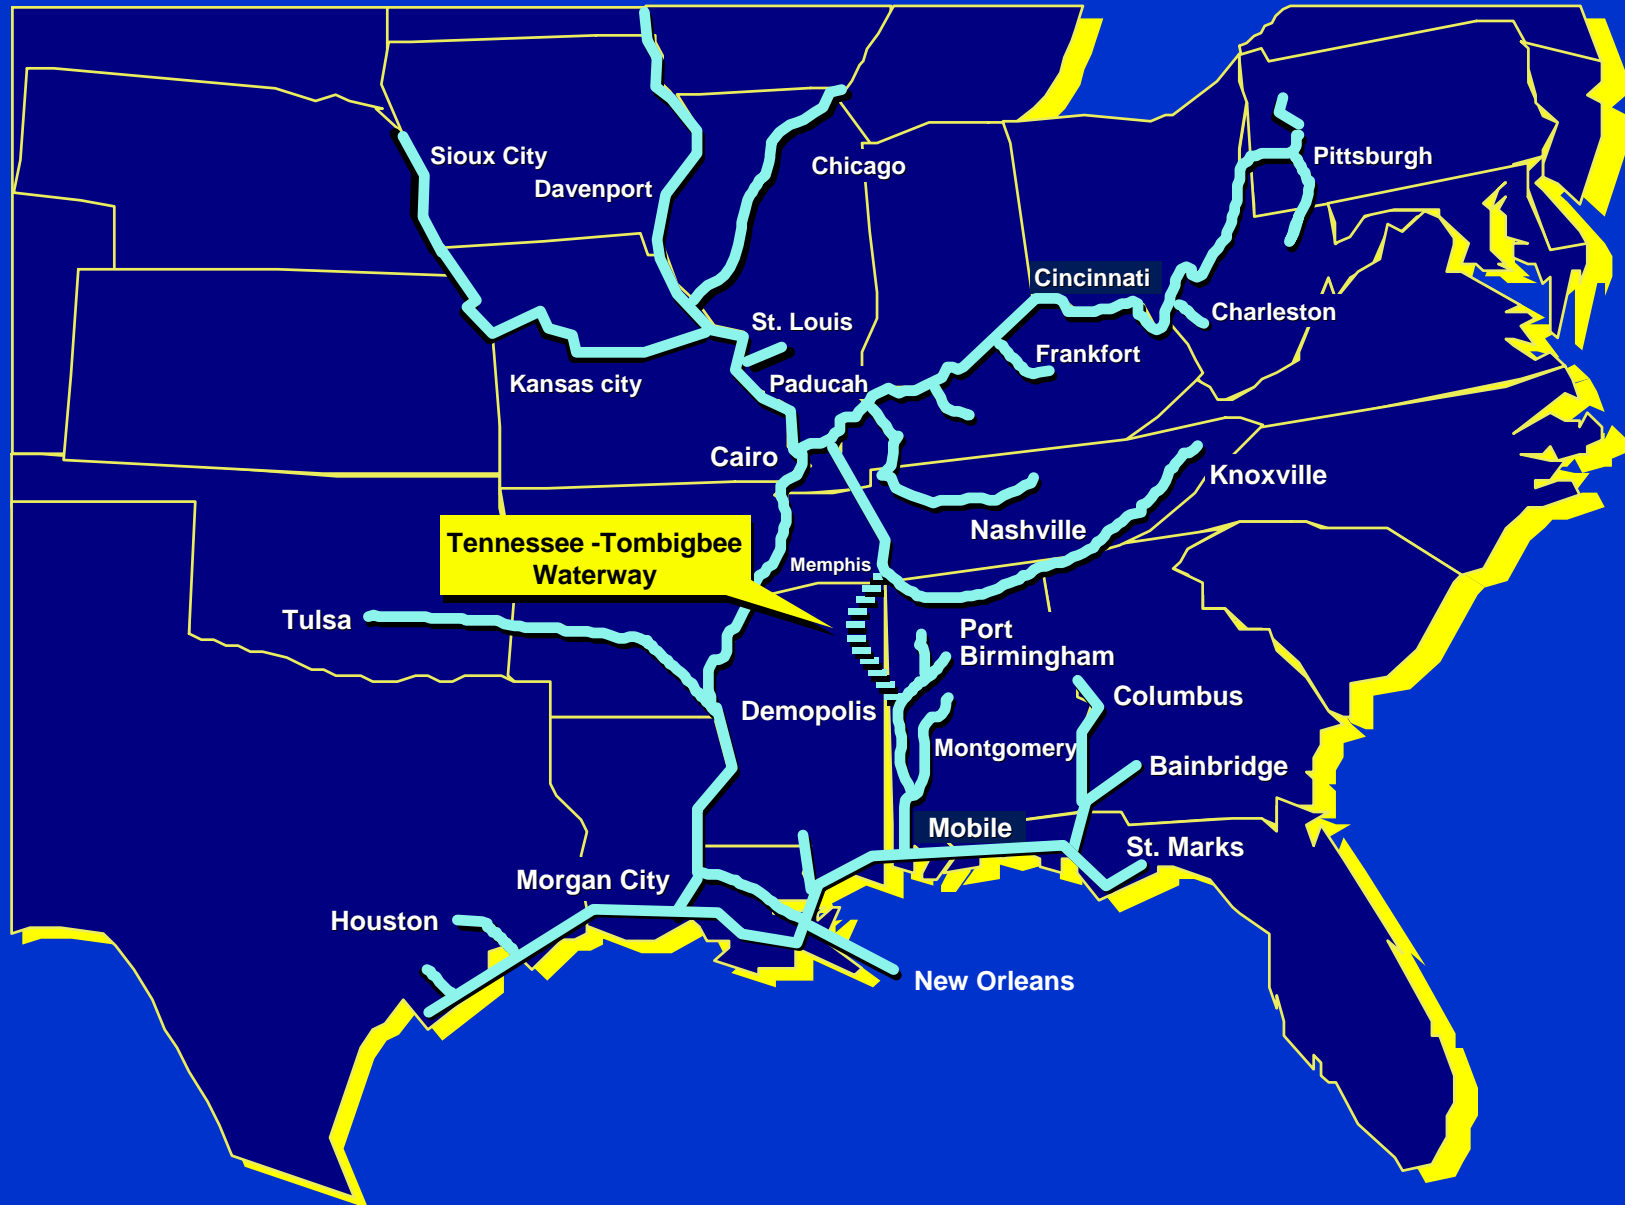 Sioux City
Davenport
Chicago
Pittsburgh
Cincinnati
Charleston
St. Louis
Frankfort
Kansas city
Paducah
Cairo
Knoxville
Nashville
Tennessee -Tombigbee
Waterway
Memphis
Tulsa
Port
Birmingham
Columbus
Demopolis
Montgomery
Bainbridge
Mobile
St. Marks
Morgan City
Houston
New Orleans